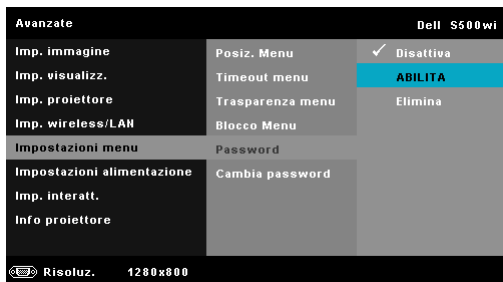 Avanzate Dell S500wi
Imp. immagine
Imp. visualizz.
Imp. proiettore
Imp. wireless/LAN
Impostazioni menu
Impostazioni alimentazione
Imp. interatt.
Info proiettore
Posiz. Menu
Timeout menu
Trasparenza menu
Blocco Menu
Password
Cambia password
Disattiva
ABILITA
Elimina
Risoluz. 1280x800